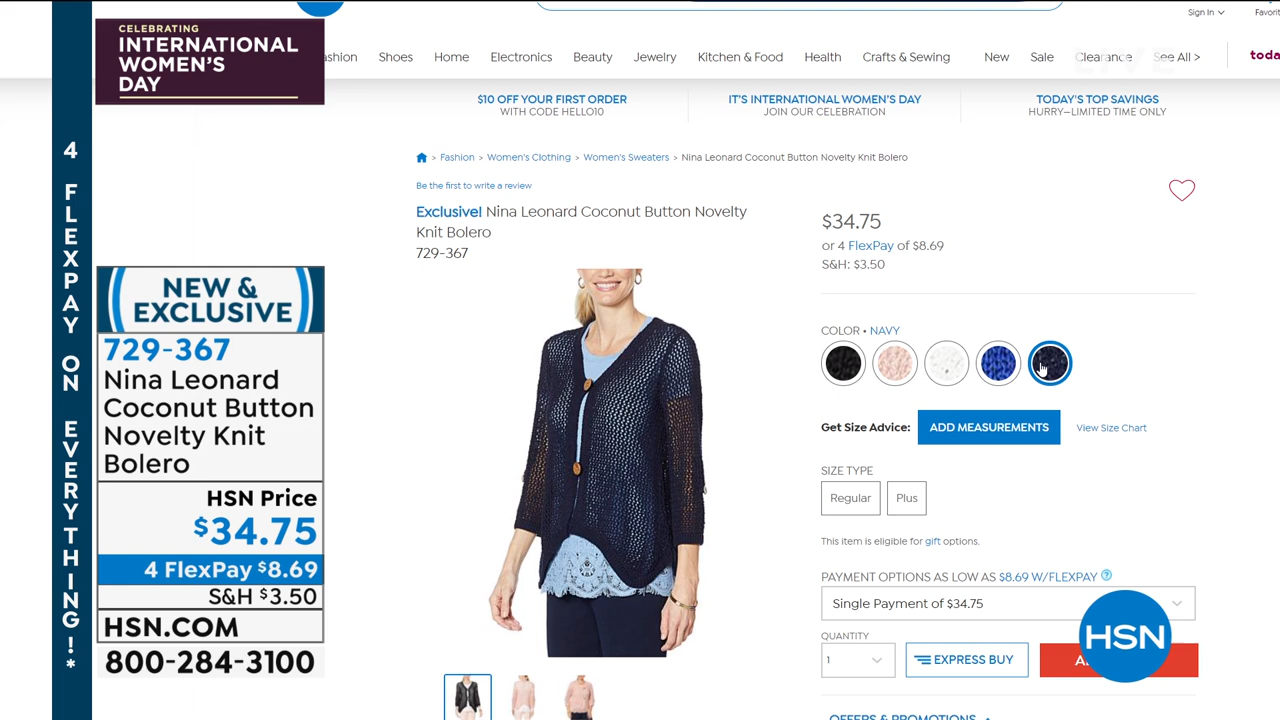 CELEBRATING
INTERNATIONAL
WOMEN'S
DAY
4 FLEXPAY ON EVERYTHING!*
NEW &
EXCLUSIVE
729-367
Nina Leonard
Coconut Button
Novelty Knit
Bolero
HSN Price
$34.75
4 FlexPay $8.69
S&H $3.50
HSN.COM
800-284-3100
Sign In
Shoes Home Electronics Beauty Jewelry Kitchen & Food Health Crafts & Sewing New Sale Clearance See All >
$10 OFF YOUR FIRST ORDER
WITH CODE HELLO10
IT'S INTERNATIONAL WOMEN'S DAY
JOIN OUR CELEBRATION
TODAY'S TOP SAVINGS
HURRY—LIMITED TIME ONLY
> Fashion > Women's Clothing > Women's Sweaters > Nina Leonard Coconut Button Novelty Knit Bolero
Be the first to write a review
Exclusive! Nina Leonard Coconut Button Novelty
Knit Bolero
729-367
$34.75
or 4 FlexPay of $8.69
S&H: $3.50
COLOR • NAVY
Get Size Advice: ADD MEASUREMENTS View Size Chart
SIZE TYPE
Regular Plus
This item is eligible for gift options.
PAYMENT OPTIONS AS LOW AS $8.69 W/FLEXPAY ?
Single Payment of $34.75
QUANTITY
1 EXPRESS BUY
HSN
OFFERS & PROMOTIONS